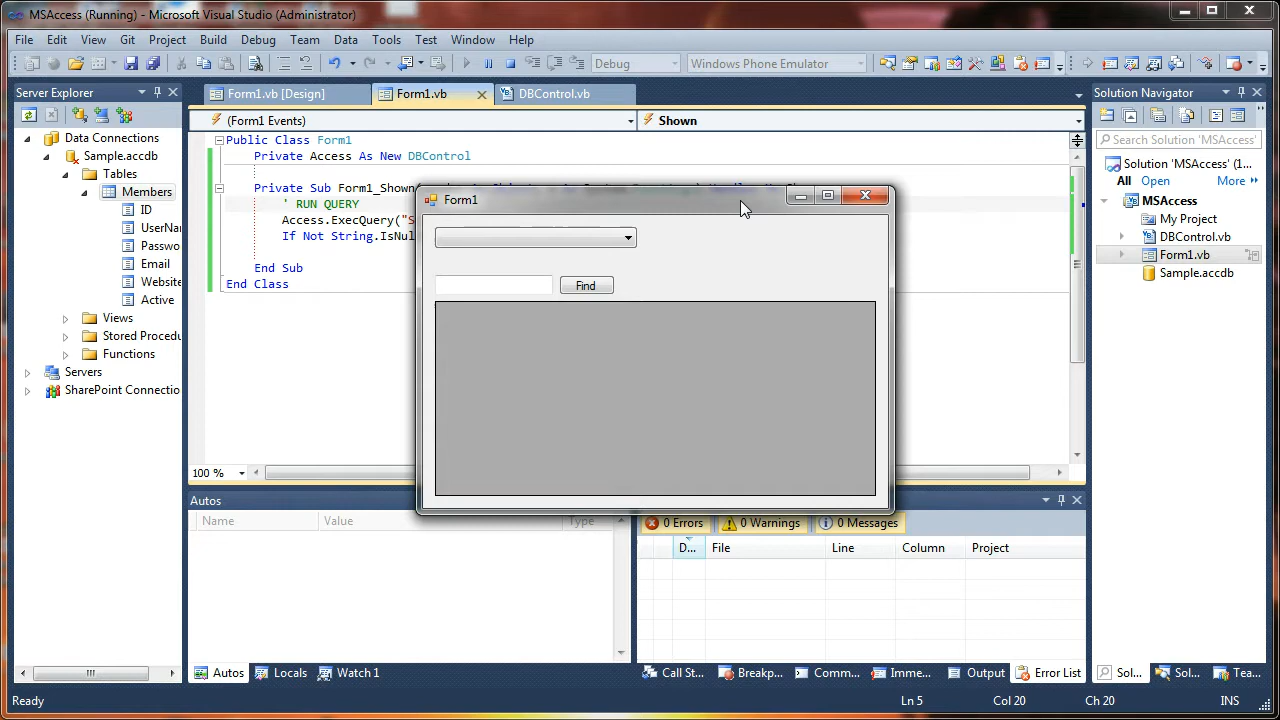 MSAccess (Running) - Microsoft Visual Studio (Administrator)
File Edit View Git Project Build Debug Team Data Tools Test Window Help
Debug Windows Phone Emulator
Server Explorer
Form1.vb [Design] Form1.vb DBControl.vb
Solution Navigator
(Form1 Events) Shown
Search Solution 'MSAccess'
Data Connections
Sample.accdb
Tables
Members
ID
UserNa
Passwo
Email
Website
Active
Views
Stored Procedu
Functions
Servers
SharePoint Connectio
Public Class Form1
Private Access As New DBControl
Private Sub Form1_Shown
' RUN QUERY
Access.ExecQuery("S
If Not String.IsNul
End Sub
End Class
Form1
Find
Solution 'MSAccess' (1...
All Open More
MSAccess
My Project
DBControl.vb
Form1.vb
Sample.accdb
100 %
Autos
Name Value Type
0 Errors 0 Warnings 0 Messages
D... File Line Column Project
Autos Locals Watch 1
Call St... Breakp... Comm... Imme... Output Error List
Sol... Sol... Tea...
Ready Ln 5 Col 20 Ch 20 INS